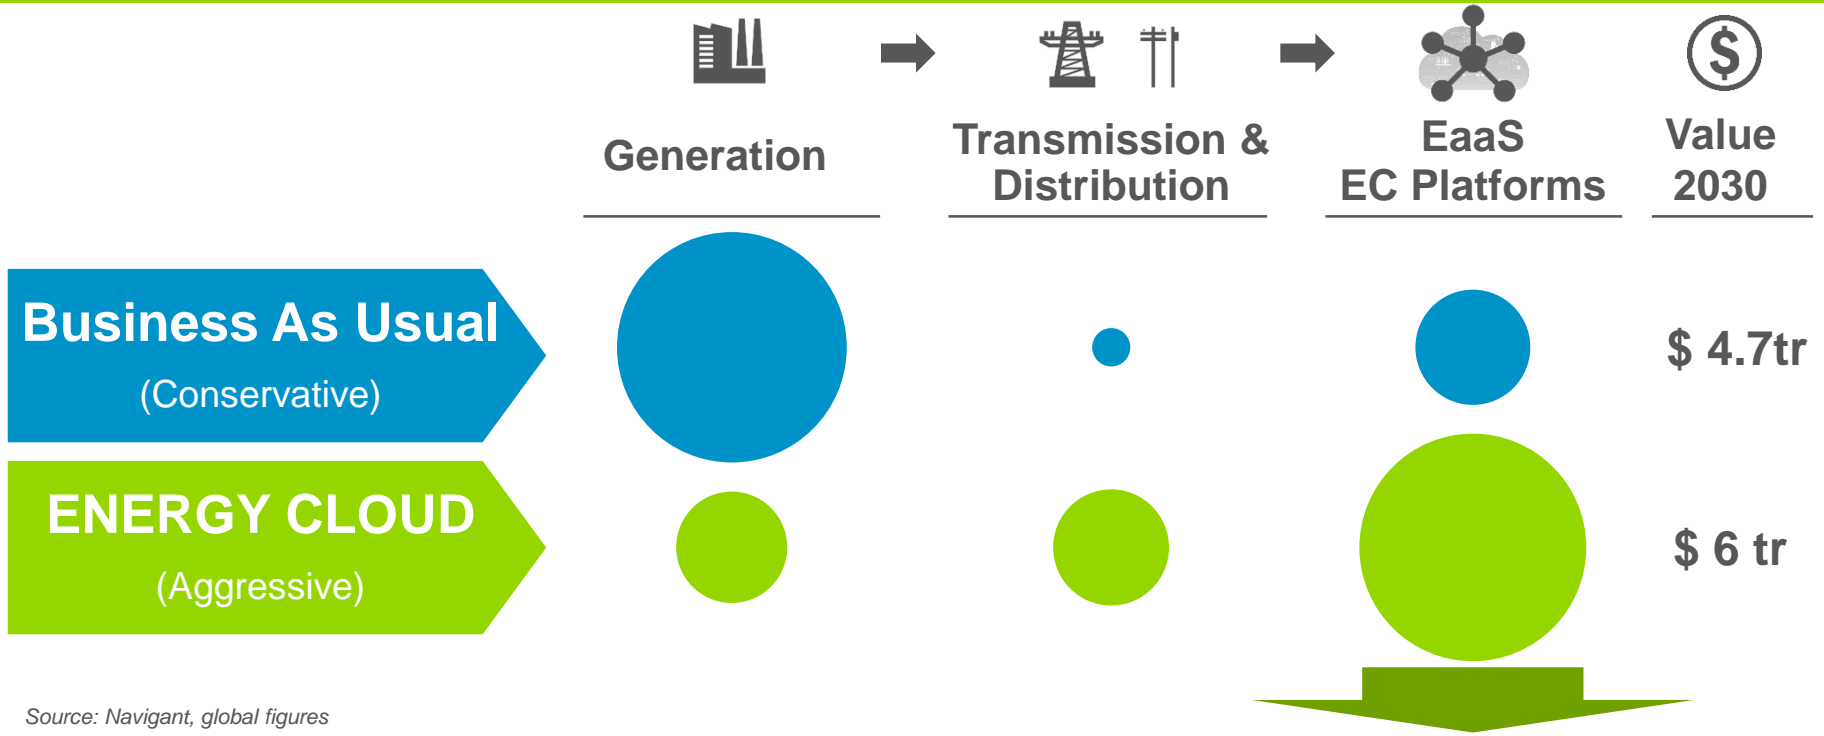 Generation
Transmission &
Distribution
EaaS
EC Platforms
Value
2030
Business As Usual
(Conservative)
$ 4.7tr
ENERGY CLOUD
(Aggressive)
$ 6 tr
Source: Navigant, global figures